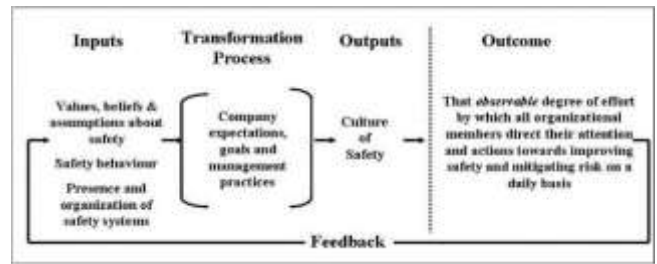 Inputs
Transformation
Process
Outputs
Outcome
Values, beliefs &
assumptions about
safety
Safety behaviour
Presence and
organization of
safety systems
Company
expectations,
goals and
management
practices
Culture
of
Safety
That observable degree of effort
by which all organizational
members direct their attention
and actions towards improving
safety and mitigating risk on a
daily basis
Feedback